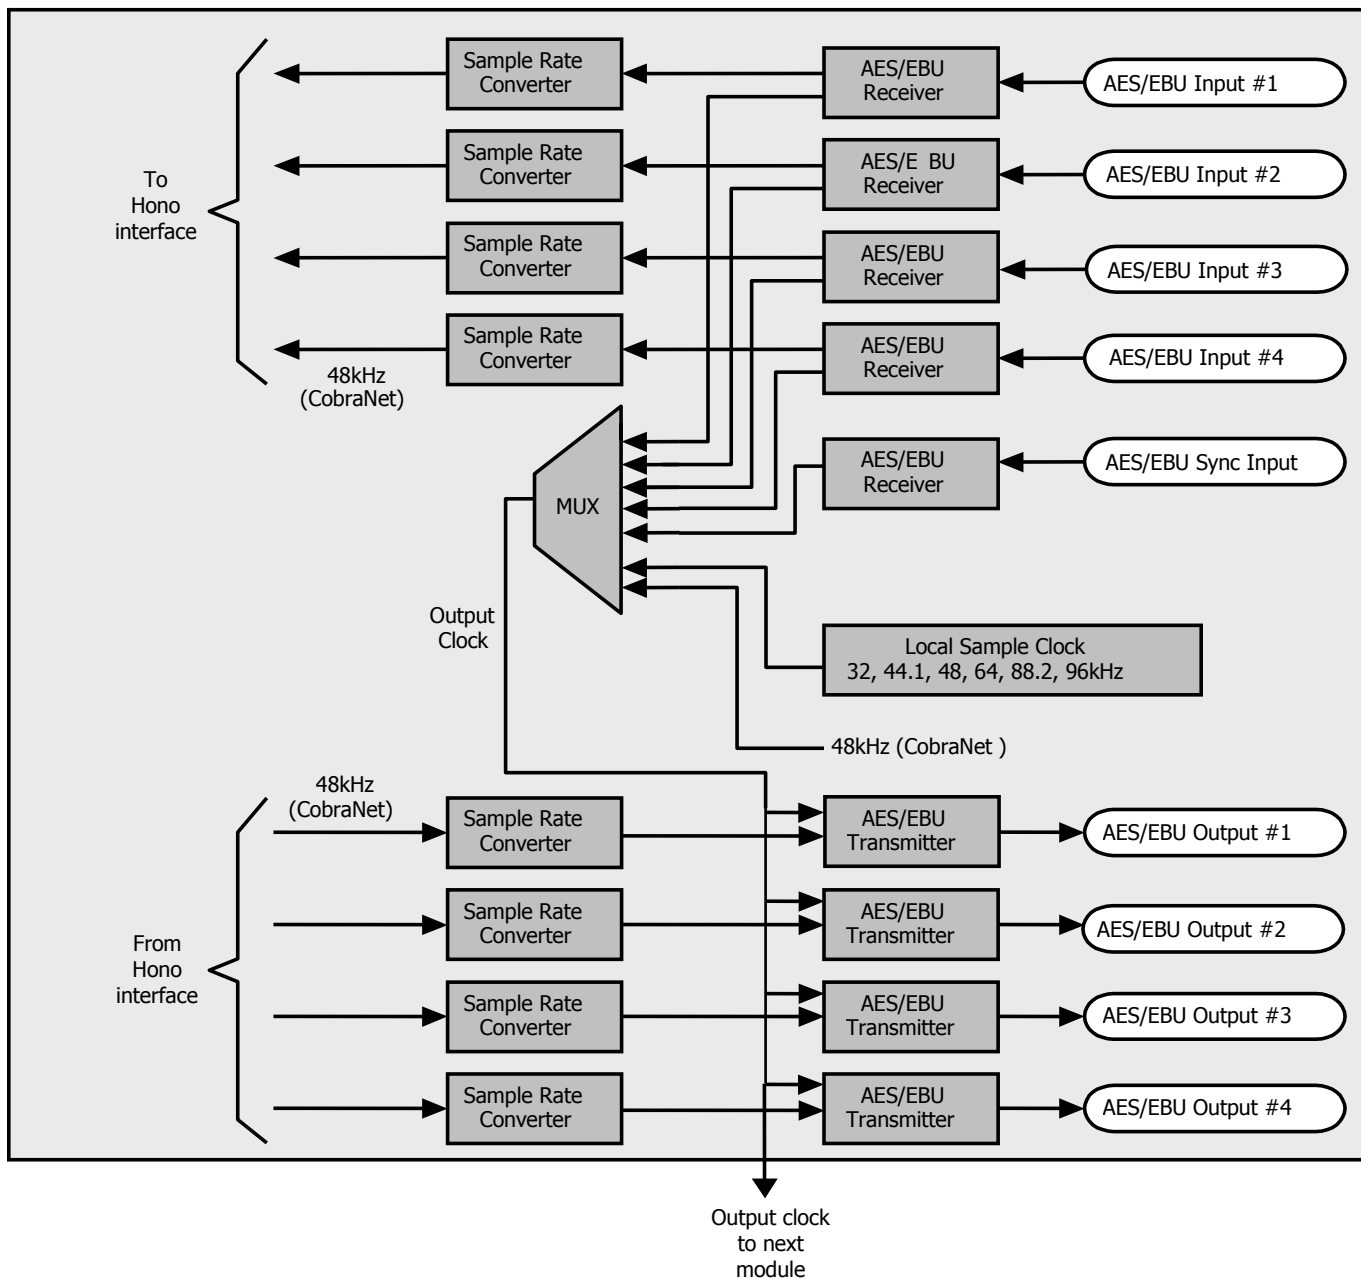 Sample Rate
Converter
AES/EBU
Receiver
AES/EBU Input #1
Sample Rate
Converter
AES/E BU
Receiver
AES/EBU Input #2
To
Hono
interface
Sample Rate
Converter
AES/EBU
Receiver
AES/EBU Input #3
Sample Rate
Converter
AES/EBU
Receiver
AES/EBU Input #4
48kHz
(CobraNet)
MUX
AES/EBU
Receiver
AES/EBU Sync Input
Output
Clock
Local Sample Clock
32, 44.1, 48, 64, 88.2, 96kHz
48kHz (CobraNet )
48kHz
(CobraNet)
Sample Rate
Converter
AES/EBU
Transmitter
AES/EBU Output #1
Sample Rate
Converter
AES/EBU
Transmitter
AES/EBU Output #2
From
Hono
interface
Sample Rate
Converter
AES/EBU
Transmitter
AES/EBU Output #3
Sample Rate
Converter
AES/EBU
Transmitter
AES/EBU Output #4
Output clock
to next
module